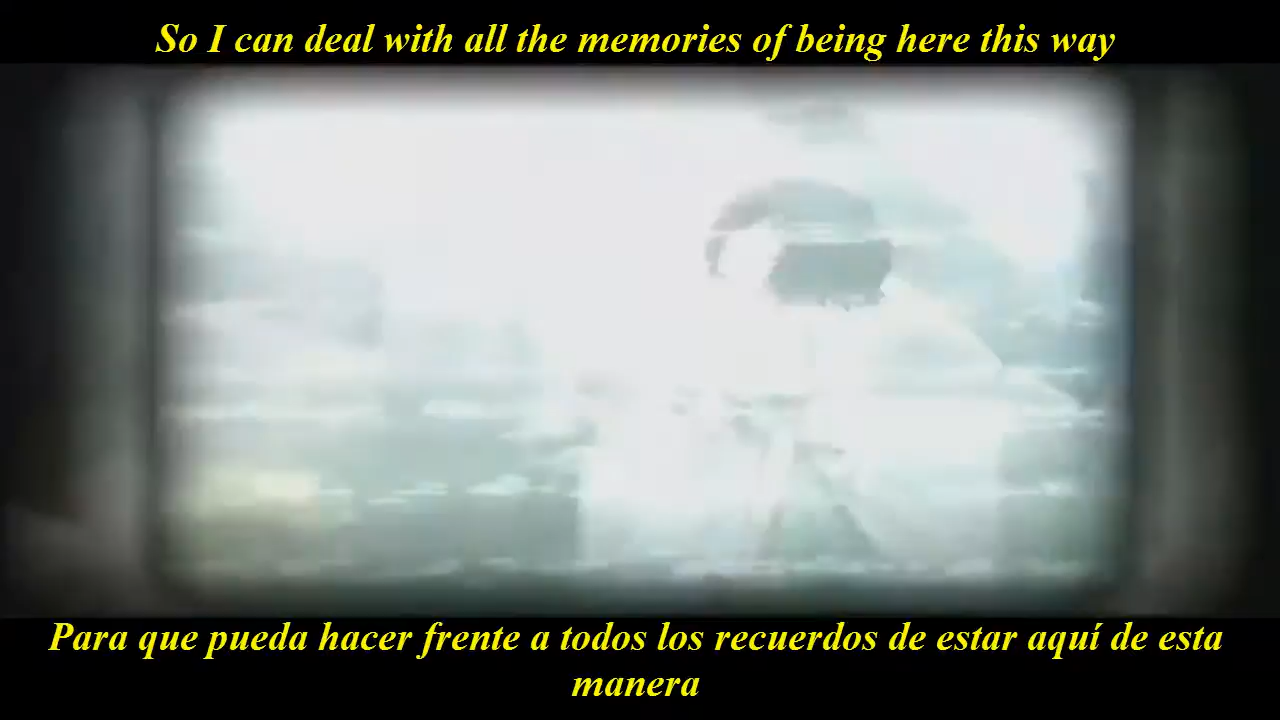 So I can deal with all the memories of being here this way
Para que pueda hacer frente a todos los recuerdos de estar aquí de esta
manera